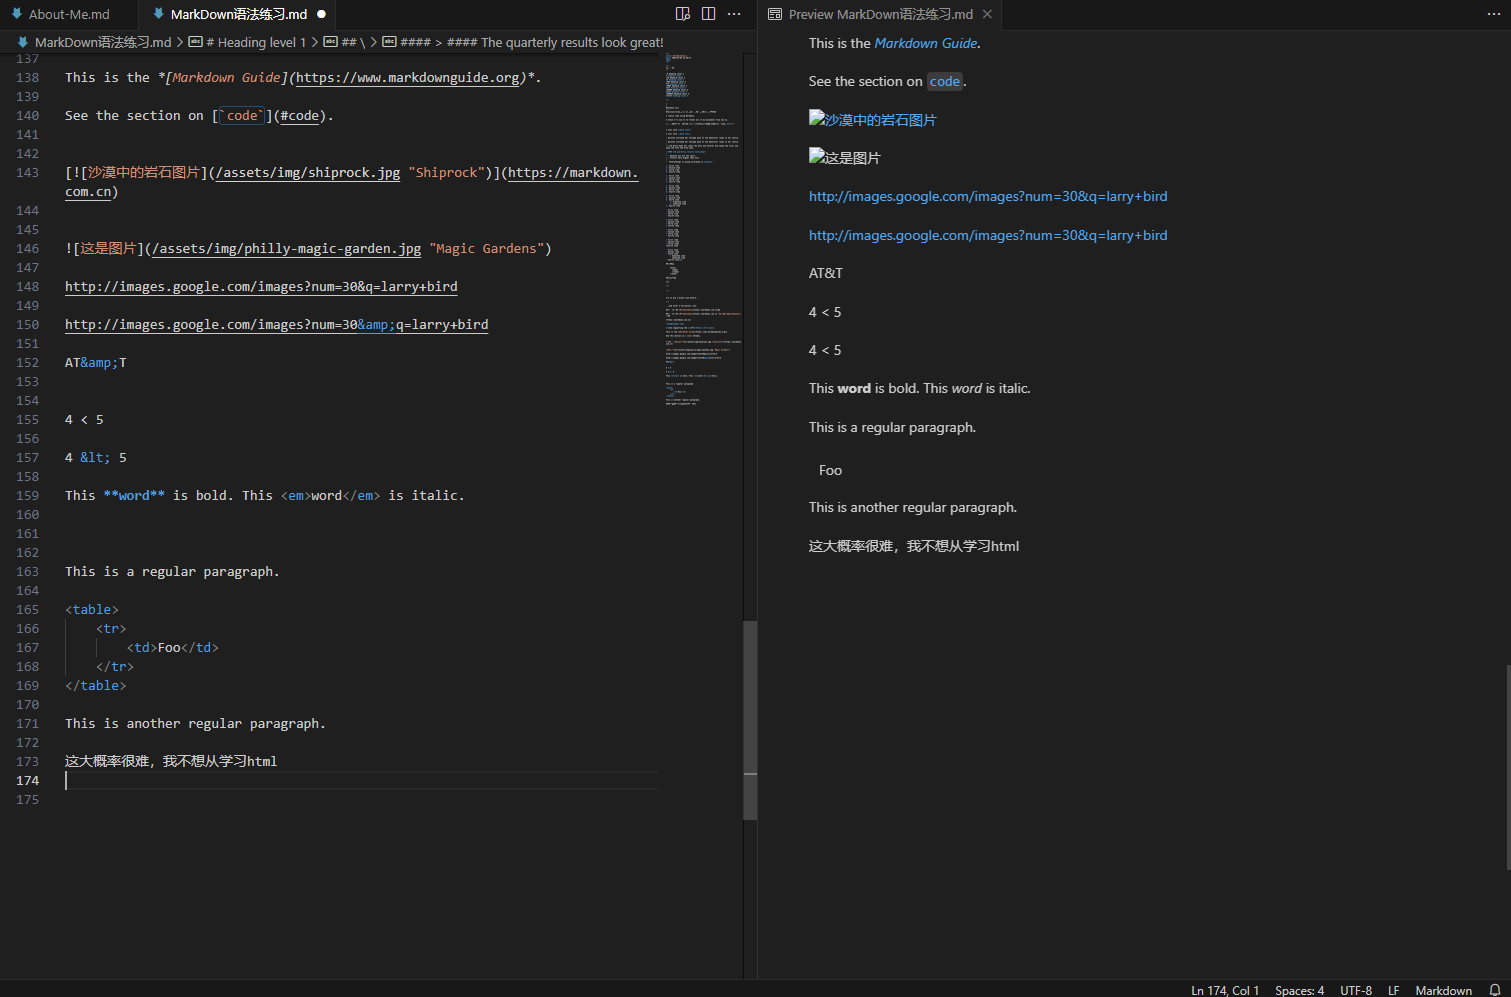 About-Me.md
MarkDown语法练习.md
Preview MarkDown语法练习.md
MarkDown语法练习.md > # Heading level 1 > ## \ > #### > #### The quarterly results look great!
137
138 This is the *[Markdown Guide](https://www.markdownguide.org)*.
139
140 See the section on [`code`](#code).
141
142
143 [![沙漠中的岩石图片](/assets/img/shiprock.jpg "Shiprock")](https://markdown.
com.cn)
144
145
146 ![这是图片](/assets/img/philly-magic-garden.jpg "Magic Gardens")
147
148 http://images.google.com/images?num=30&q=larry+bird
149
150 http://images.google.com/images?num=30&amp;q=larry+bird
151
152 AT&amp;T
153
154
155 4 < 5
156
157 4 &lt; 5
158
159 This **word** is bold. This <em>word</em> is italic.
160
161
162
163 This is a regular paragraph.
164
165 <table>
166 <tr>
167 <td>Foo</td>
168 </tr>
169 </table>
170
171 This is another regular paragraph.
172
173 这大概率很难，我不想从学习html
174
175
This is the Markdown Guide.
See the section on code.
沙漠中的岩石图片
这是图片
http://images.google.com/images?num=30&q=larry+bird
http://images.google.com/images?num=30&q=larry+bird
AT&T
4 < 5
4 < 5
This word is bold. This word is italic.
This is a regular paragraph.
Foo
This is another regular paragraph.
这大概率很难，我不想从学习html
Ln 174, Col 1 Spaces: 4 UTF-8 LF Markdown